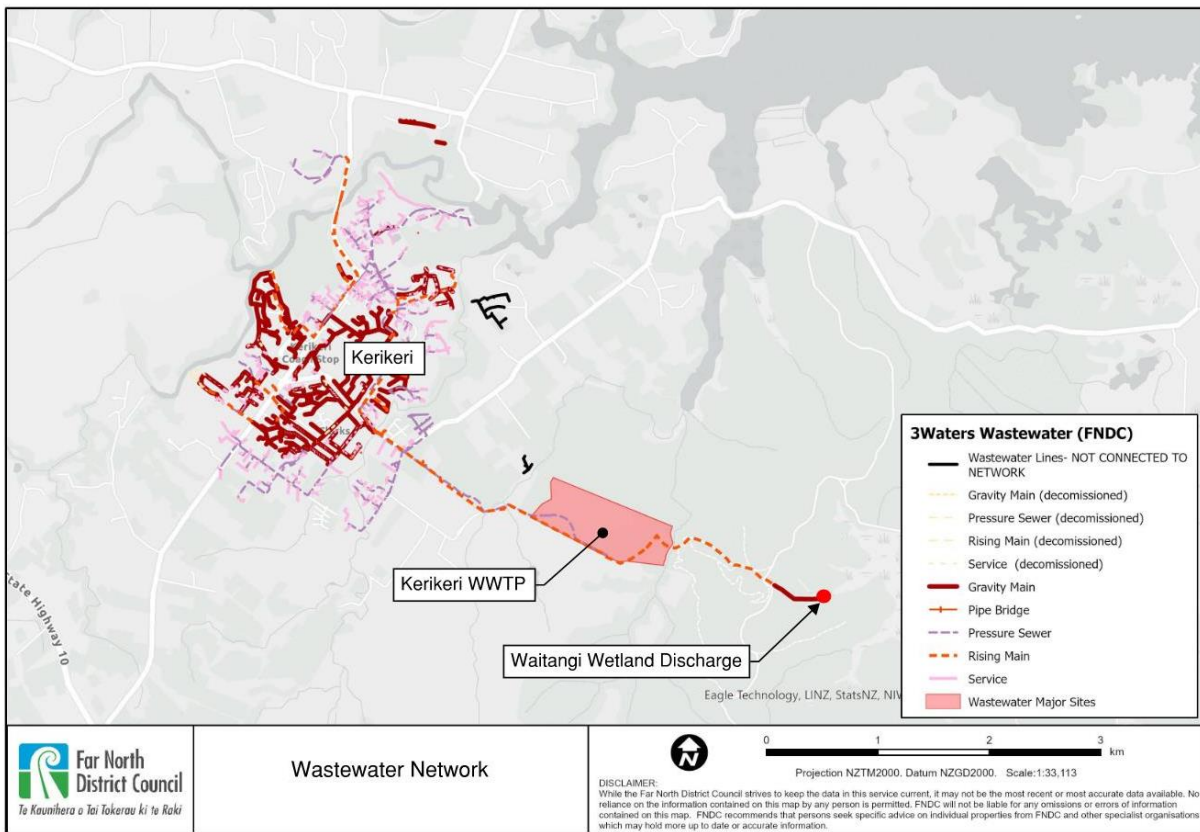 Kerikeri
Coach Stop
Kerikeri
Kerikeri WWTP
Waitangi Wetland Discharge
State Highway 10
Eagle Technology, LINZ, StatsNZ, NIW
3Waters Wastewater (FNDC)
Wastewater Lines- NOT CONNECTED TO
NETWORK
Gravity Main (decomissioned)
Pressure Sewer (decomissioned)
Rising Main (decomissioned)
Service (decomissioned)
Gravity Main
Pipe Bridge
Pressure Sewer
Rising Main
Service
Wastewater Major Sites
Far North
District Council
Te Kaunihera o Tai Tokerau ki te Raki
Wastewater Network
N
0 1 2 3
km
Projection NZTM2000. Datum NZGD2000. Scale:1:33,113
DISCLAIMER:
While the Far North District Council strives to keep the data in this service current, it may not be the most recent or most accurate data available. No
reliance on the information contained on this map by any person is permitted. FNDC will not be liable for any omissions or errors of information
contained on this map. FNDC recommends that persons seek specific advice on individual properties from FNDC and other specialist organisations
which may hold more up to date or accurate information.